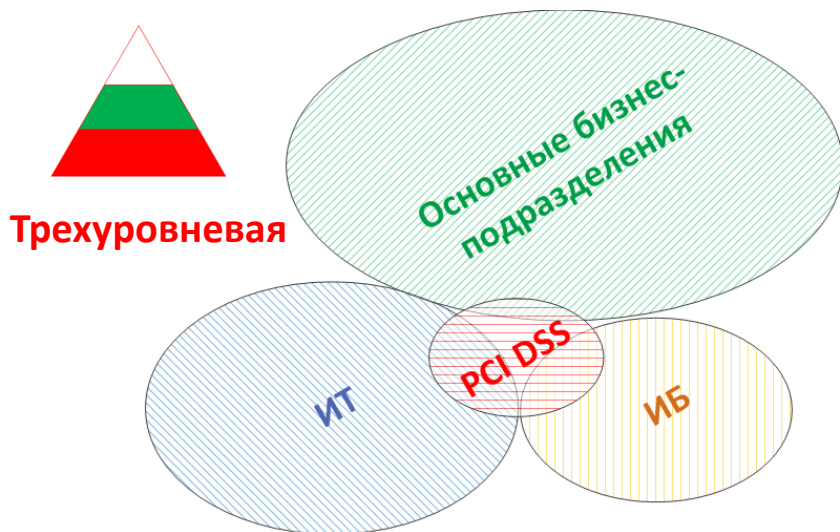 Основные бизнес-
подразделения
Трехуровневая
PCI DSS
ИТ
ИБ